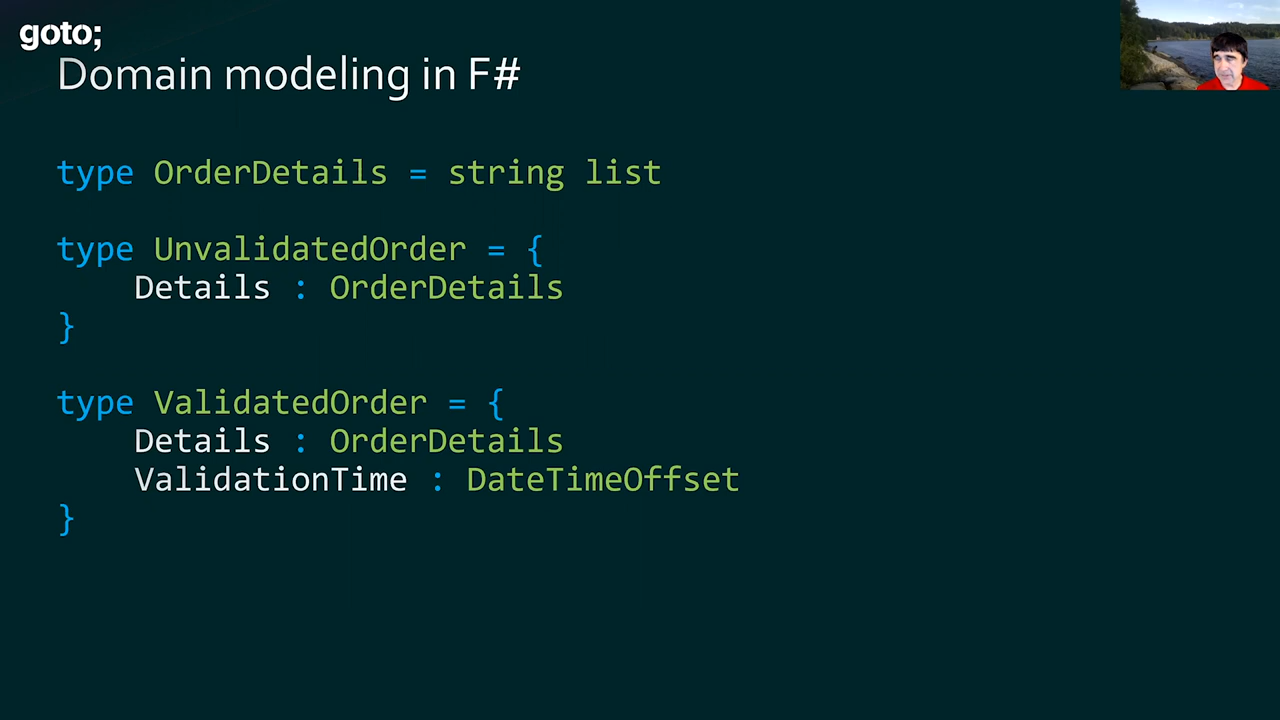 goto;
Domain modeling in F#
type OrderDetails = string list
type UnvalidatedOrder = {
    Details : OrderDetails
}
type ValidatedOrder = {
    Details : OrderDetails
    ValidationTime : DateTimeOffset
}